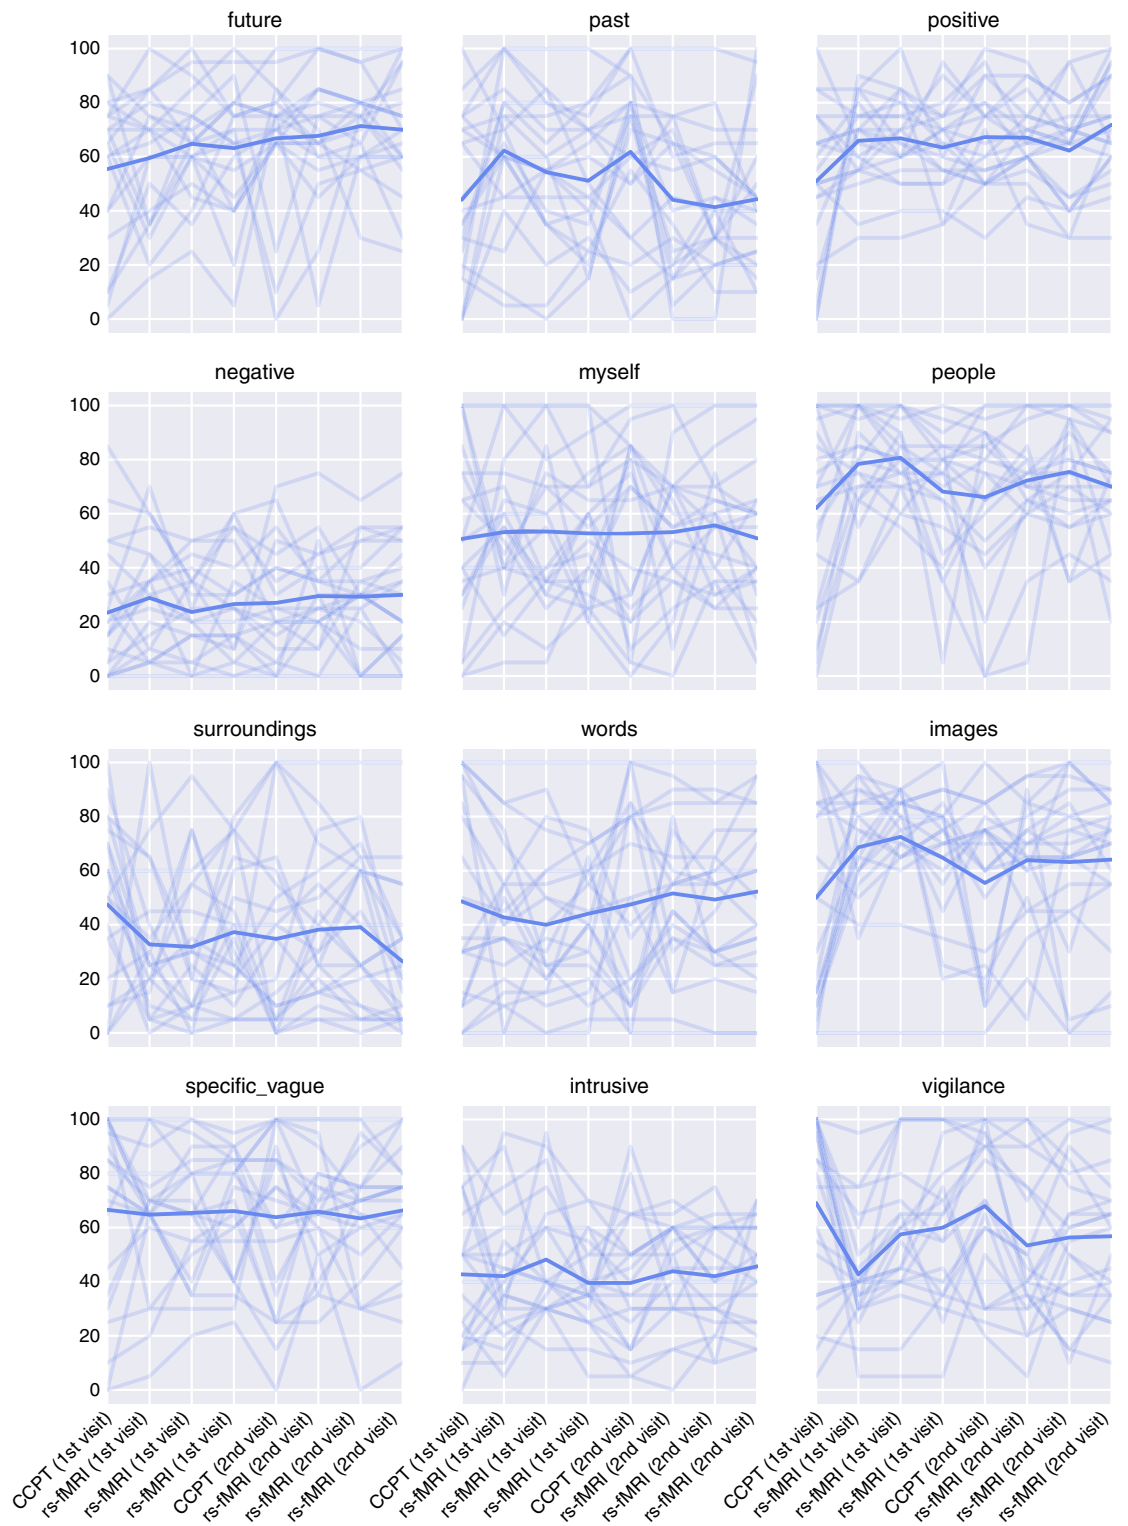 future past positive
100
80
60
40
20
0
negative myself people
100
80
60
40
20
0
surroundings words images
100
80
60
40
20
0
specific_vague intrusive vigilance
100
80
60
40
20
0
CCPT (1st visit)
rs-fMRI (1st visit)
rs-fMRI (1st visit)
rs-fMRI (1st visit)
CCPT (2nd visit)
rs-fMRI (2nd visit)
rs-fMRI (2nd visit)
rs-fMRI (2nd visit)
CCPT (1st visit)
rs-fMRI (1st visit)
rs-fMRI (1st visit)
rs-fMRI (1st visit)
CCPT (2nd visit)
rs-fMRI (2nd visit)
rs-fMRI (2nd visit)
rs-fMRI (2nd visit)
CCPT (1st visit)
rs-fMRI (1st visit)
rs-fMRI (1st visit)
rs-fMRI (1st visit)
CCPT (2nd visit)
rs-fMRI (2nd visit)
rs-fMRI (2nd visit)
rs-fMRI (2nd visit)